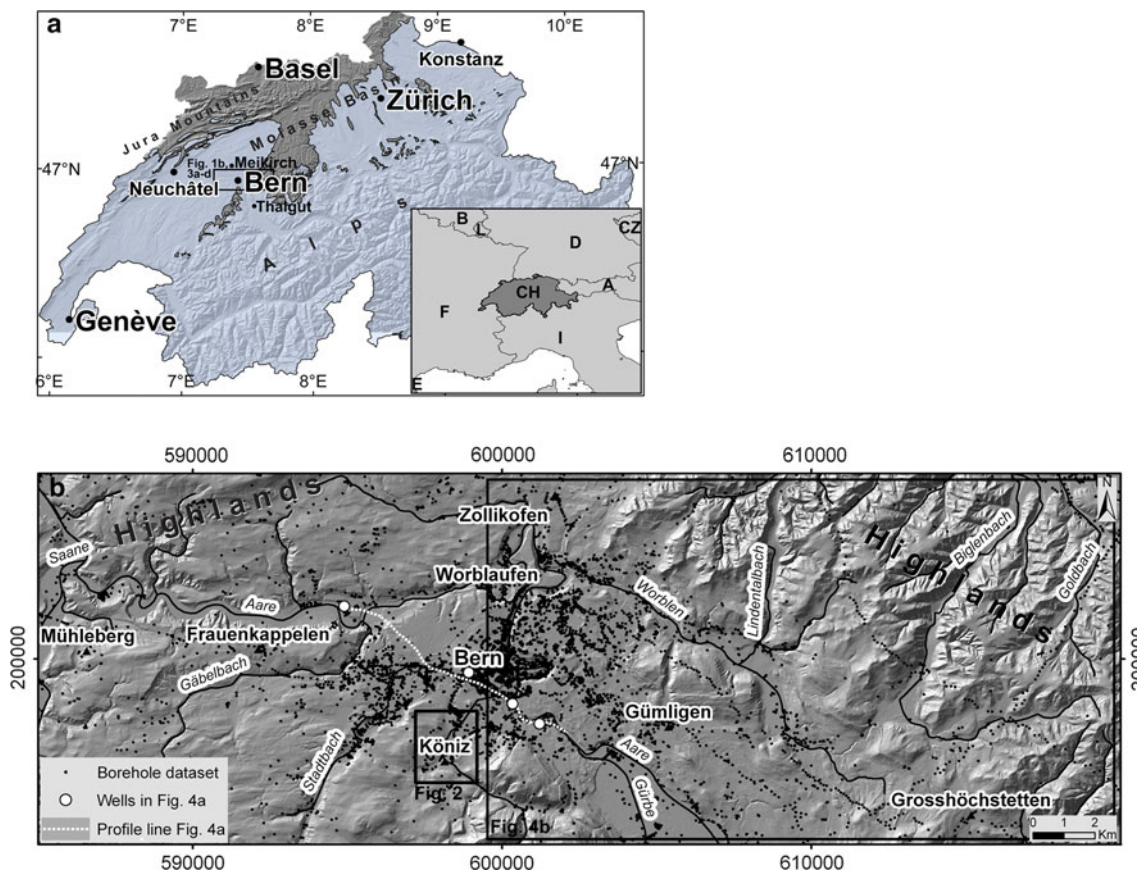 a
7°E
8°E
9°E
10°E
Basel
Konstanz
Zürich
Jura Mountains
Molasse Basin
47°N
47°N
Fig. 1b,
3a-d
Meikirch
Bern
Neuchâtel
Thalgut
Alps
Genève
6°E
7°E
8°E
B
L
D
CZ
CH
A
F
I
E
590000
600000
610000
b
N
Highlands
Zollikofen
Saane
Worblaufen
Worblen
Lindentalbach
Highlands
Biglenbach
Goldbach
Aare
Mühleberg
Frauenkappelen
200000
200000
Gäbelbach
Bern
Gümligen
Stadtbach
Köniz
Aare
Gürbe
Fig. 2
Grosshöchstetten
Fig. 4b
Borehole dataset
Wells in Fig. 4a
Profile line Fig. 4a
0 1 2
Km
590000
600000
610000